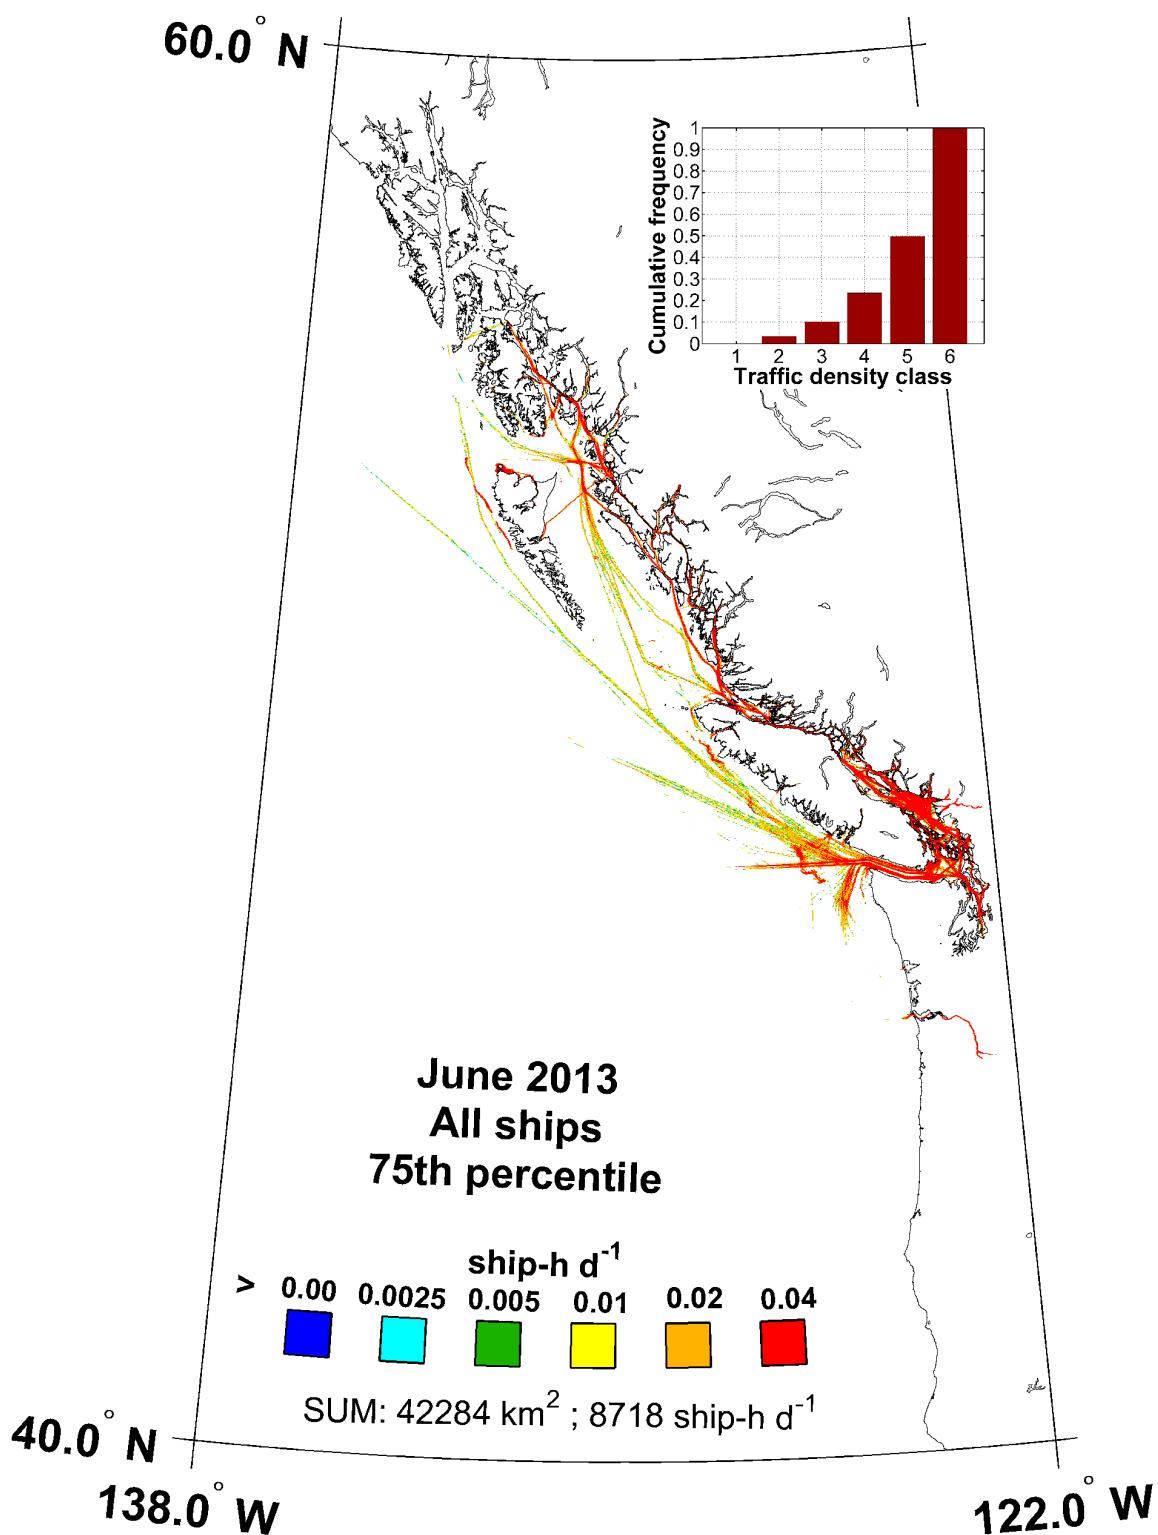 60.0° N
Cumulative frequency
1
0.9
0.8
0.7
0.6
0.5
0.4
0.3
0.2
0.1
0
1 2 3 4 5 6
Traffic density class
June 2013
All ships
75th percentile
ship-h d⁻¹
> 0.00 0.0025 0.005 0.01 0.02 0.04
SUM: 42284 km² ; 8718 ship-h d⁻¹
40.0° N
138.0° W
122.0° W